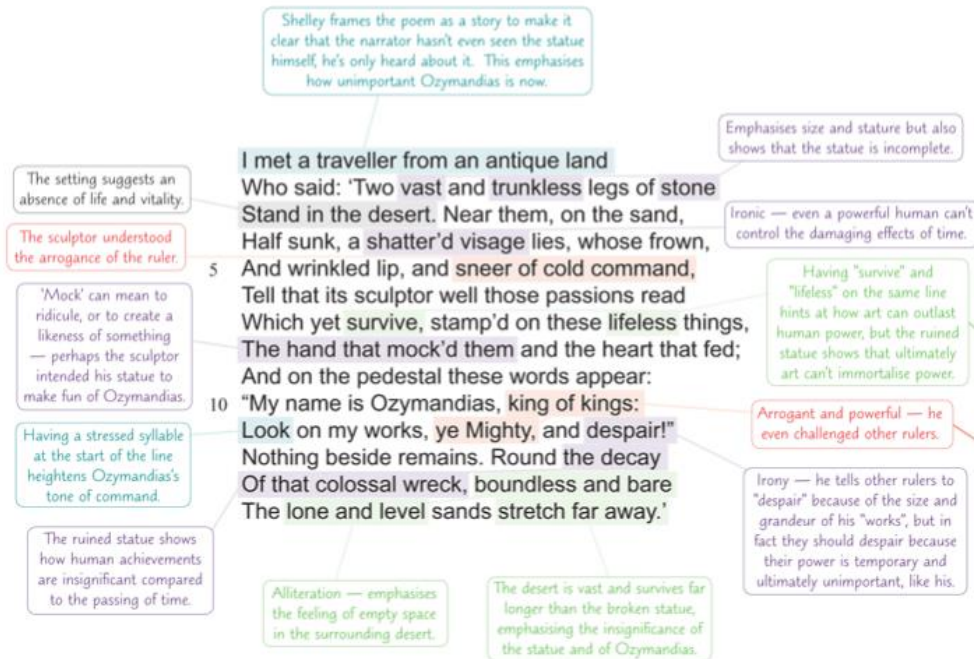 Shelley frames the poem as a story to make it
clear that the narrator hasn't even seen the statue
himself, he's only heard about it. This emphasises
how unimportant Ozymandias is now.
Emphasises size and stature but also
shows that the statue is incomplete.
The setting suggests an
absence of life and vitality.
Ironic — even a powerful human can't
control the damaging effects of time.
The sculptor understood
the arrogance of the ruler.
'Mock' can mean to
ridicule, or to create a
likeness of something
— perhaps the sculptor
intended his statue to
make fun of Ozymandias.
Having a stressed syllable
at the start of the line
heightens Ozymandias's
tone of command.
The ruined statue shows
how human achievements
are insignificant compared
to the passing of time.
I met a traveller from an antique land
Who said: ‘Two vast and trunkless legs of stone
Stand in the desert. Near them, on the sand,
Half sunk, a shatter’d visage lies, whose frown,
5 And wrinkled lip, and sneer of cold command,
Tell that its sculptor well those passions read
Which yet survive, stamp’d on these lifeless things,
The hand that mock’d them and the heart that fed;
And on the pedestal these words appear:
10 “My name is Ozymandias, king of kings:
Look on my works, ye Mighty, and despair!”
Nothing beside remains. Round the decay
Of that colossal wreck, boundless and bare
The lone and level sands stretch far away.’
Having "survive" and
"lifeless" on the same line
hints at how art can outlast
human power, but the ruined
statue shows that ultimately
art can't immortalise power.
Arrogant and powerful — he
even challenged other rulers.
Irony — he tells other rulers to
"despair" because of the size and
grandeur of his "works", but in
fact they should despair because
their power is temporary and
ultimately unimportant, like his.
Alliteration — emphasises
the feeling of empty space
in the surrounding desert.
The desert is vast and survives far
longer than the broken statue,
emphasising the insignificance of
the statue and of Ozymandias.